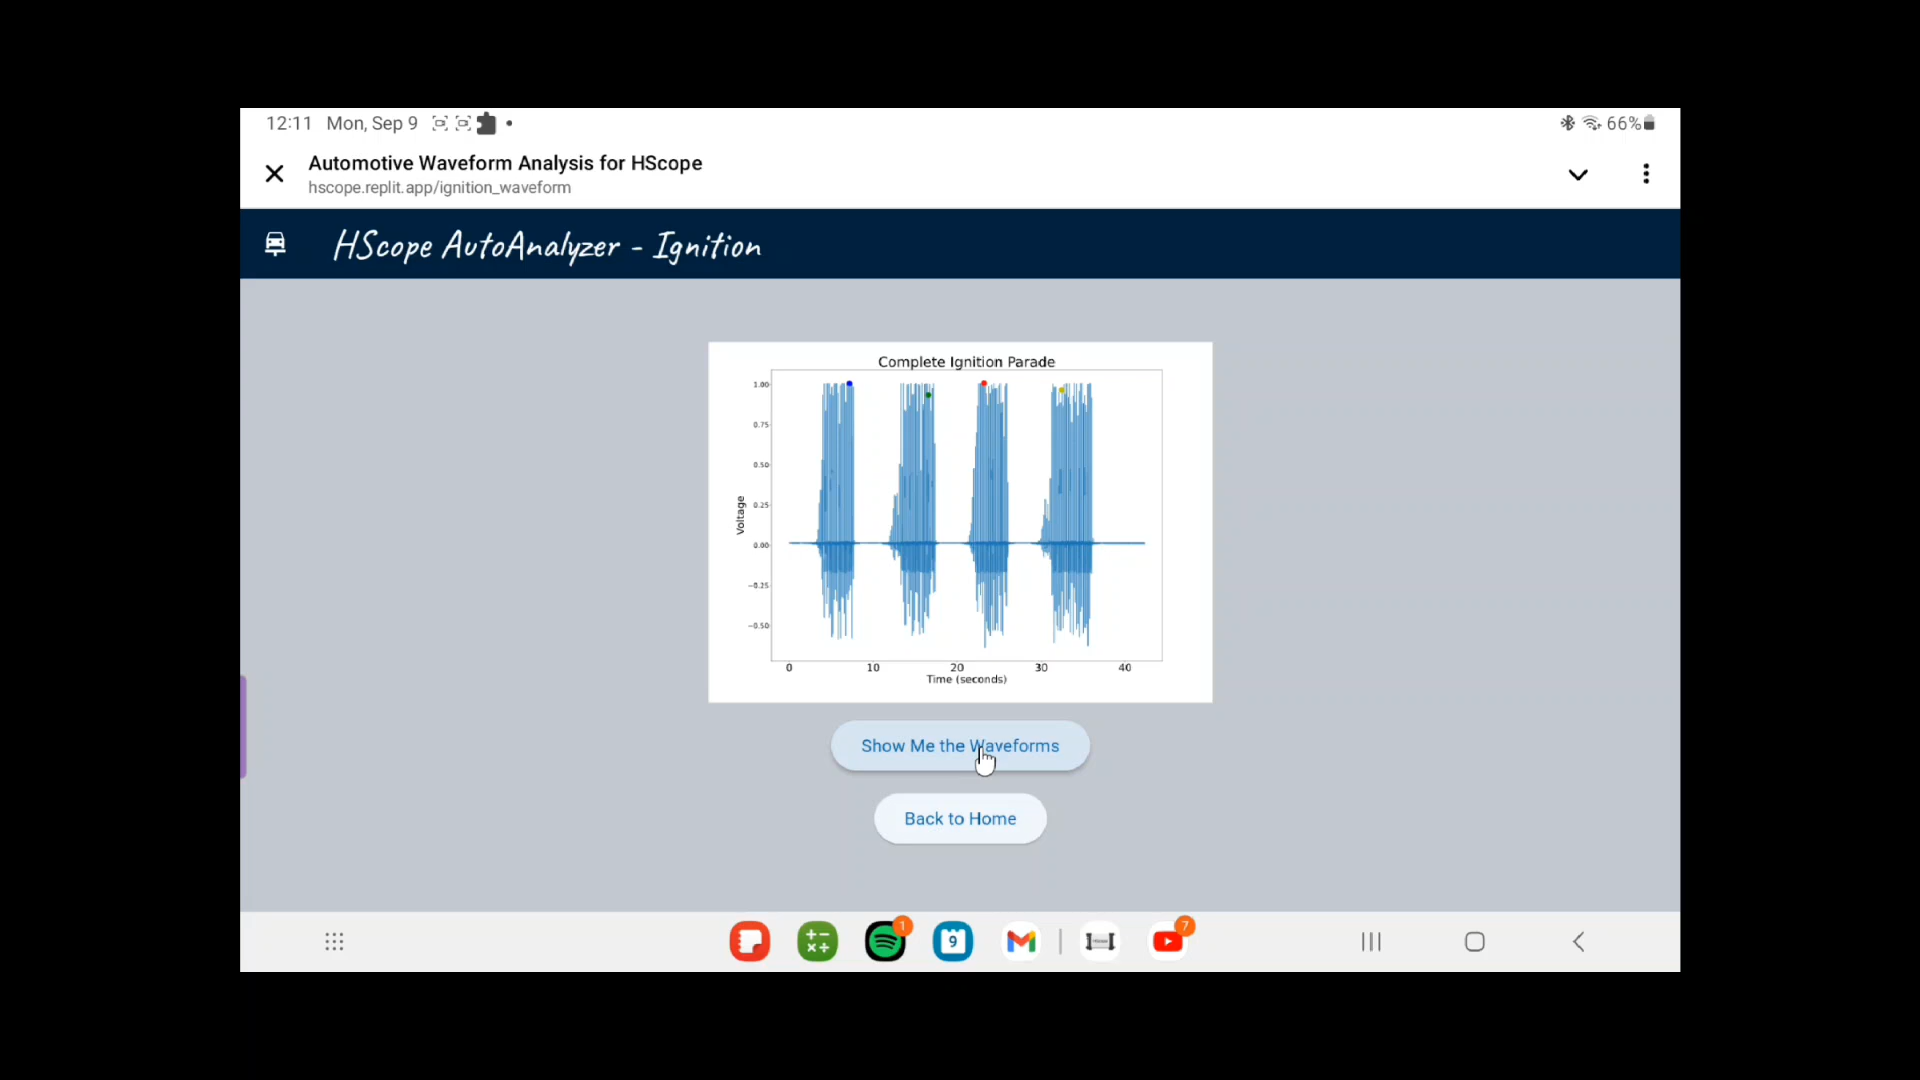 12:11 Mon, Sep 9
66%
Automotive Waveform Analysis for HScope
hscope.replit.app/ignition_waveform
HScope AutoAnalyzer - Ignition
Complete Ignition Parade
1.00
0.75
0.50
0.25
0.00
−0.25
−0.50
Voltage
0 10 20 30 40
Time (seconds)
Show Me the Waveforms
Back to Home
1
9
7